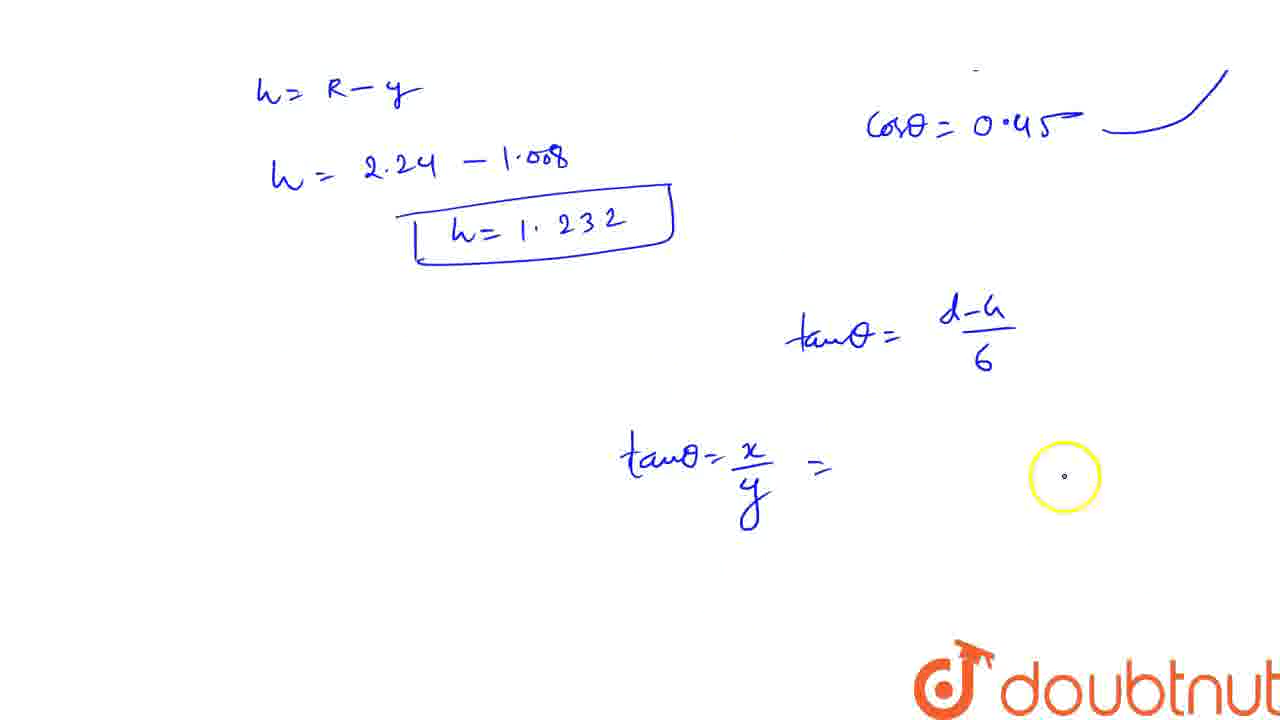 h= R-y
cosθ= 0.45
h= 2.24 - 1.008
h= 1.232
tanθ= d-h/6
tanθ= x/y =
doubtnut